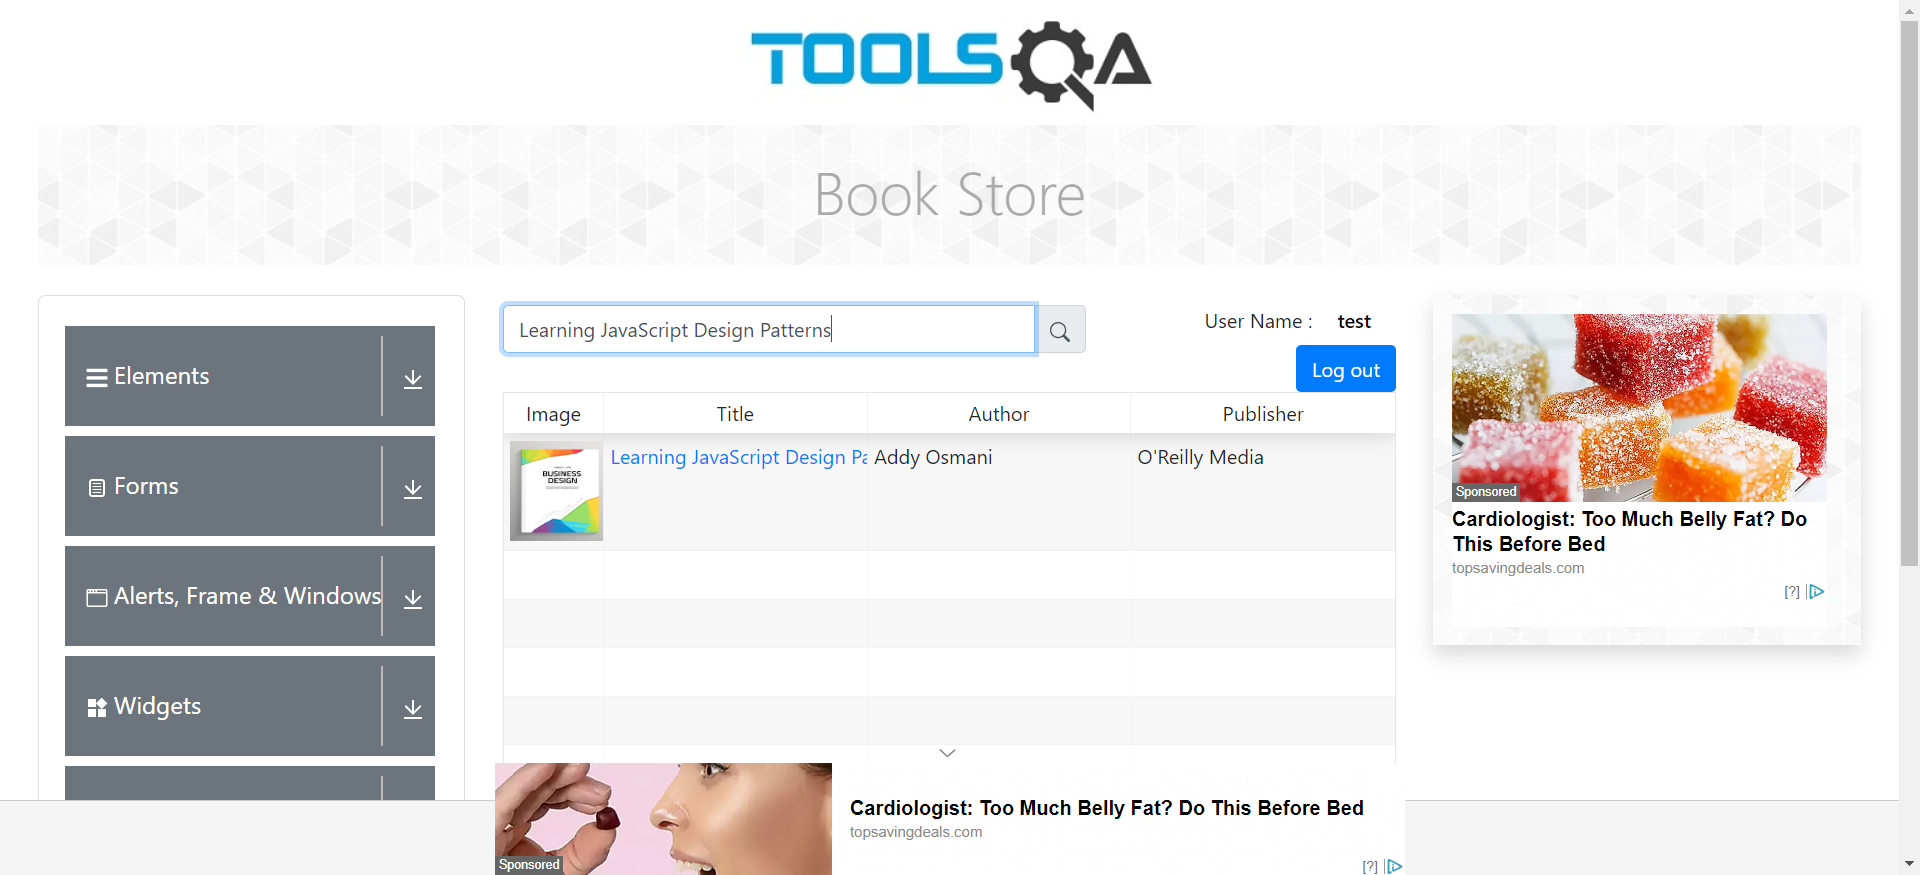 TOOLSQA
Book Store
Elements
Forms
Alerts, Frame & Windows
Widgets
Learning JavaScript Design Patterns
User Name : test
Log out
Image Title Author Publisher
BUSINESS
DESIGN
Learning JavaScript Design Pa Addy Osmani O'Reilly Media
Sponsored
Cardiologist: Too Much Belly Fat? Do
This Before Bed
topsavingdeals.com
[?]
Sponsored
Cardiologist: Too Much Belly Fat? Do This Before Bed
topsavingdeals.com
[?]